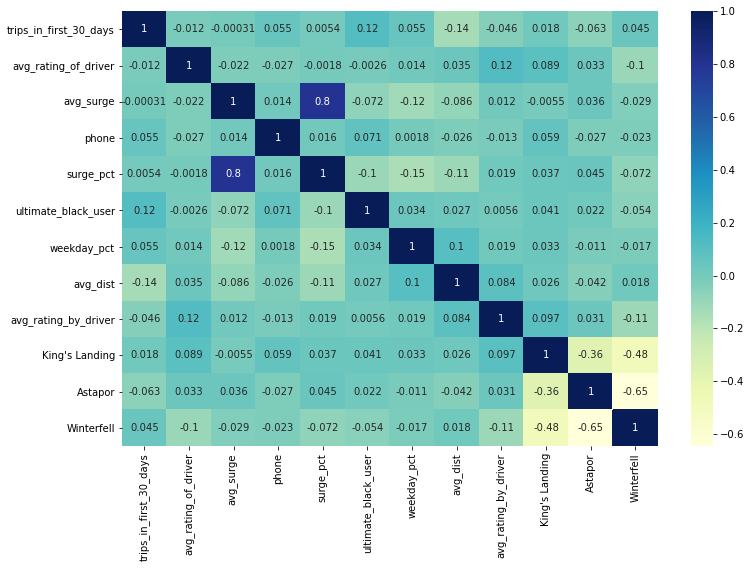 trips_in_first_30_days 1 -0.012 -0.00031 0.055 0.0054 0.12 0.055 -0.14 -0.046 0.018 -0.063 0.045
avg_rating_of_driver -0.012 1 -0.022 -0.027 -0.0018 -0.0026 0.014 0.035 0.12 0.089 0.033 -0.1
avg_surge -0.00031 -0.022 1 0.014 0.8 -0.072 -0.12 -0.086 0.012 -0.0055 0.036 -0.029
phone 0.055 -0.027 0.014 1 0.016 0.071 0.0018 -0.026 -0.013 0.059 -0.027 -0.023
surge_pct 0.0054 -0.0018 0.8 0.016 1 -0.1 -0.15 -0.11 0.019 0.037 0.045 -0.072
ultimate_black_user 0.12 -0.0026 -0.072 0.071 -0.1 1 0.034 0.027 0.0056 0.041 0.022 -0.054
weekday_pct 0.055 0.014 -0.12 0.0018 -0.15 0.034 1 0.1 0.019 0.033 -0.011 -0.017
avg_dist -0.14 0.035 -0.086 -0.026 -0.11 0.027 0.1 1 0.084 0.026 -0.042 0.018
avg_rating_by_driver -0.046 0.12 0.012 -0.013 0.019 0.0056 0.019 0.084 1 0.097 0.031 -0.11
King's Landing 0.018 0.089 -0.0055 0.059 0.037 0.041 0.033 0.026 0.097 1 -0.36 -0.48
Astapor -0.063 0.033 0.036 -0.027 0.045 0.022 -0.011 -0.042 0.031 -0.36 1 -0.65
Winterfell 0.045 -0.1 -0.029 -0.023 -0.072 -0.054 -0.017 0.018 -0.11 -0.48 -0.65 1
trips_in_first_30_days
avg_rating_of_driver
avg_surge
phone
surge_pct
ultimate_black_user
weekday_pct
avg_dist
avg_rating_by_driver
King's Landing
Astapor
Winterfell
1.0
0.8
0.6
0.4
0.2
0.0
-0.2
-0.4
-0.6